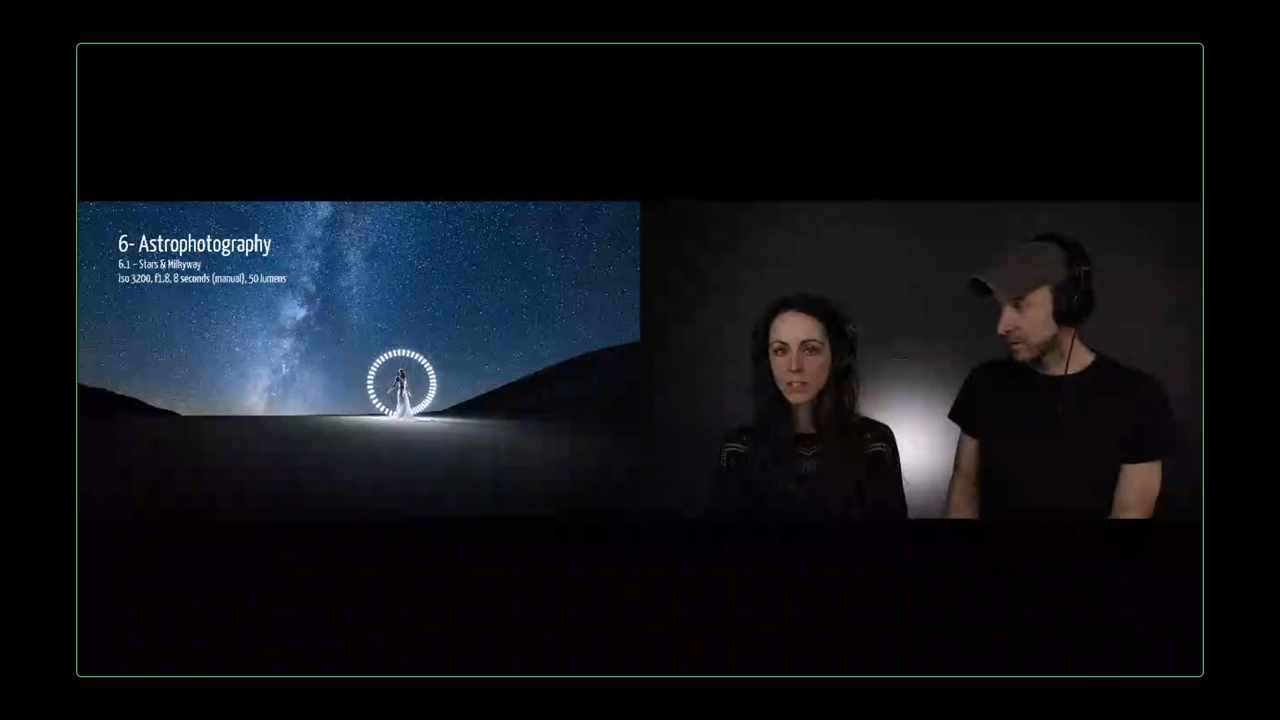 6- Astrophotography
6.1 – Stars & Milkyway
iso 3200, f1.8, 8 seconds (manual), 50 lumens